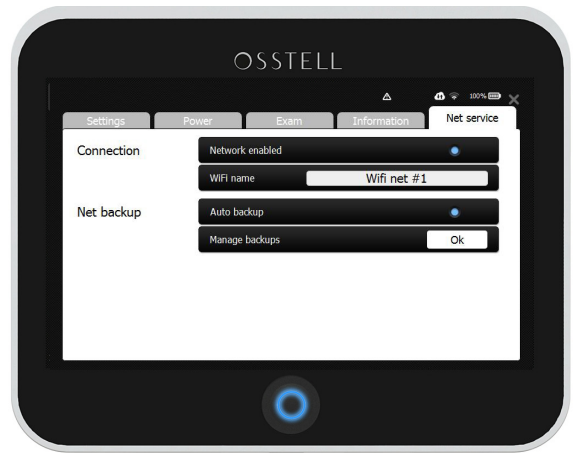 OSSTELL
100%
Settings Power Exam Information Net service
Connection Network enabled
WiFi name Wifi net #1
Net backup Auto backup
Manage backups Ok